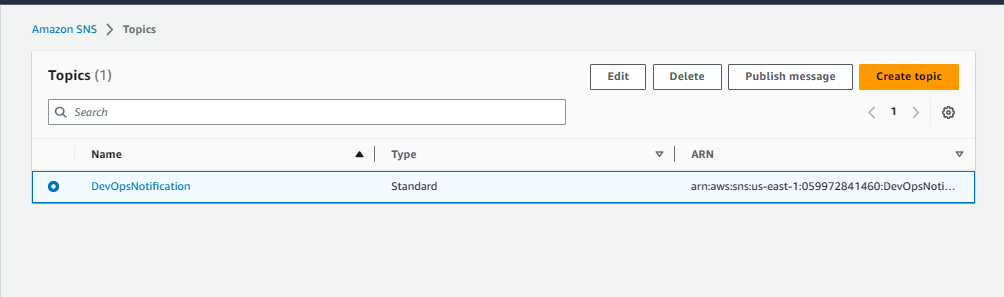 Amazon SNS > Topics
Topics (1)
Edit Delete Publish message Create topic
Search
1
Name Type ARN
DevOpsNotification Standard arn:aws:sns:us-east-1:059972841460:DevOpsNoti...